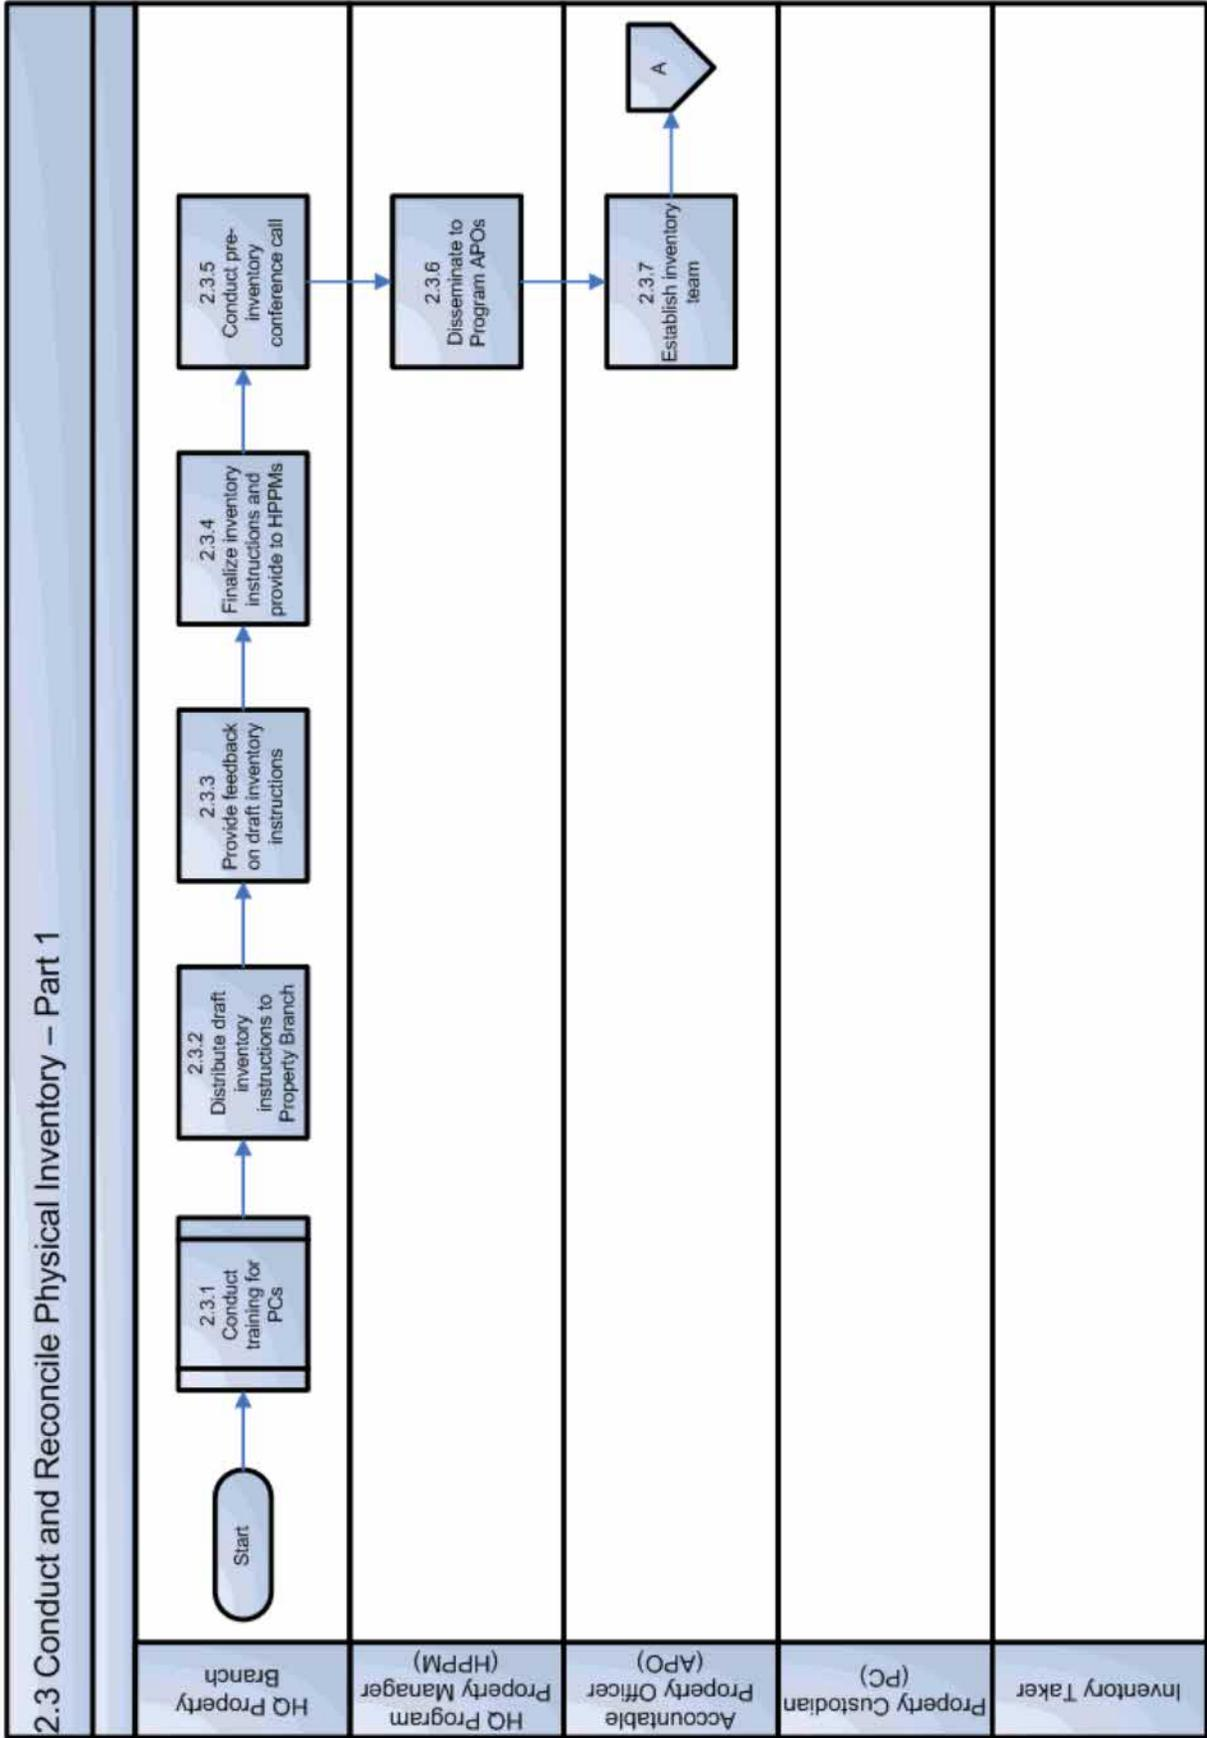 2.3 Conduct and Reconcile Physical Inventory – Part 1
HQ Property
Branch
Start
2.3.1
Conduct
training for
PCs
2.3.2
Distribute draft
inventory
instructions to
Property Branch
2.3.3
Provide feedback
on draft inventory
instructions
2.3.4
Finalize inventory
instructions and
provide to HPPMs
2.3.5
Conduct pre-
inventory
conference call
HQ Program
Property Manager
(HPPM)
2.3.6
Disseminate to
Program APOs
Accountable
Property Officer
(APO)
2.3.7
Establish inventory
team
A
Property Custodian
(PC)
Inventory Taker